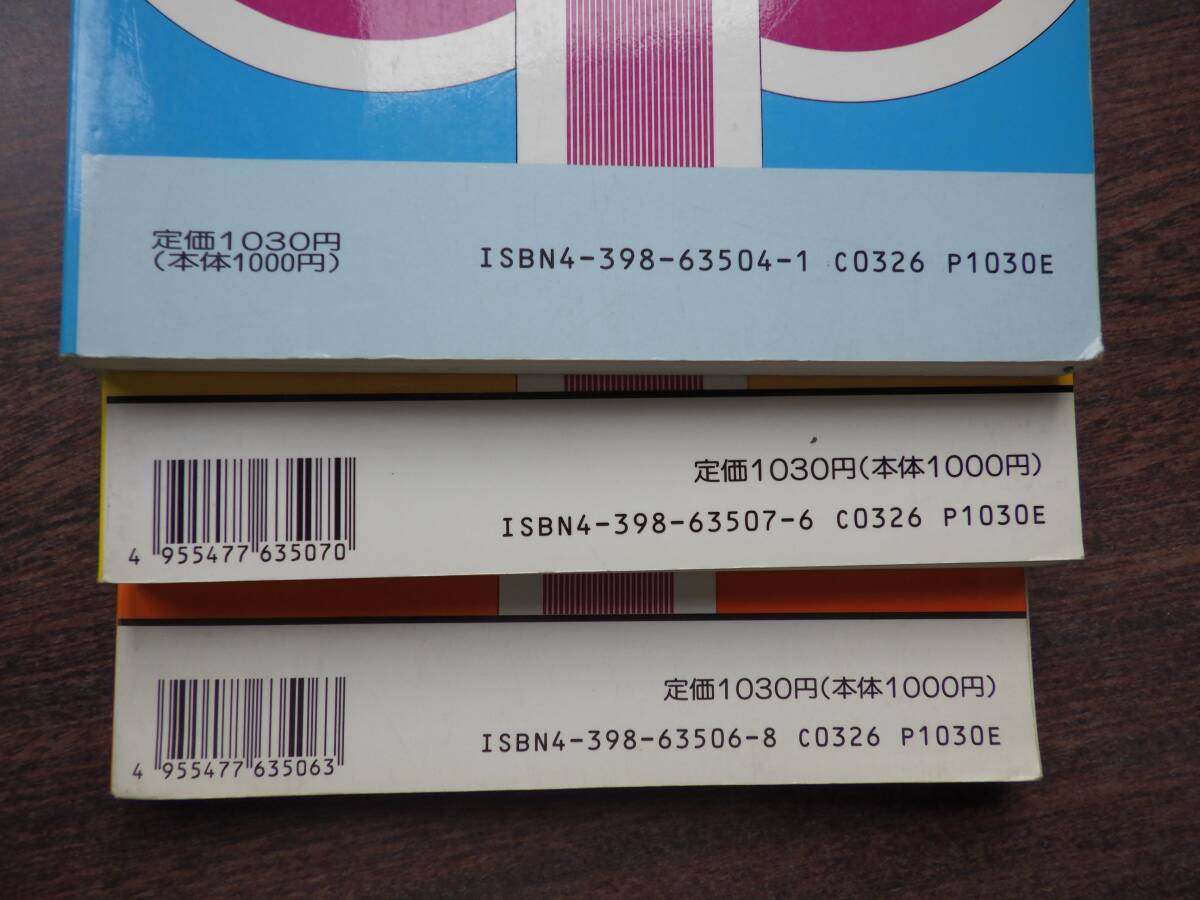 定価1030円
(本体1000円)
ISBN4-398-63504-1 C0326 P1030E
定価1030円(本体1000円)
ISBN4-398-63507-6 C0326 P1030E
4 955477 635070
定価1030円(本体1000円)
ISBN4-398-63506-8 C0326 P1030E
4 955477 635063